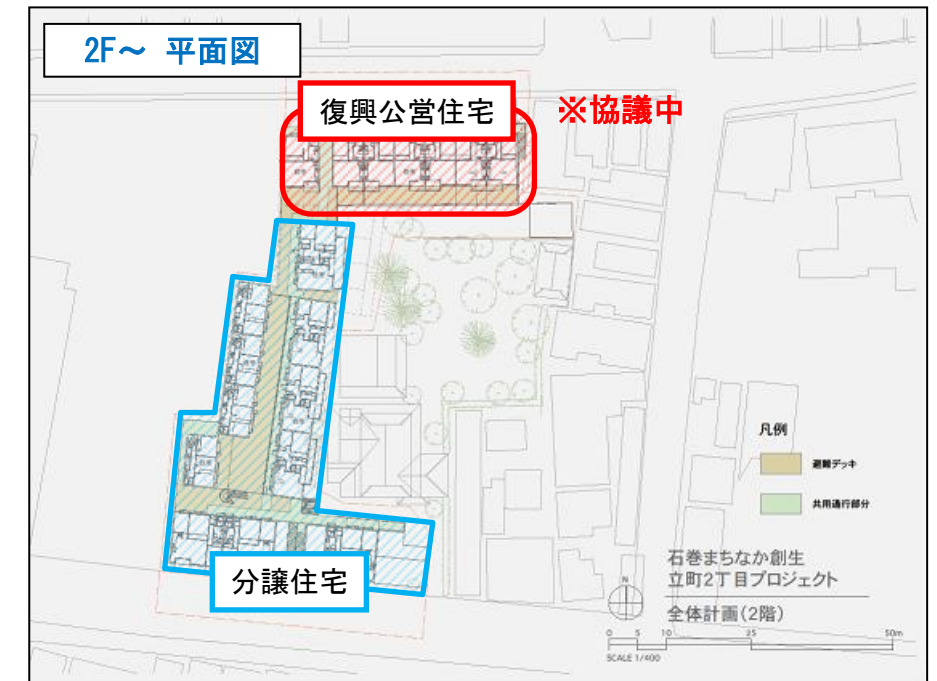 2F～ 平面図
復興公営住宅
※協議中
分譲住宅
凡例
避難デッキ
共用通行部分
石巻まちなか創生
立町2丁目プロジェクト
全体計画(2階)
N
0 5 10 25 50m
SCALE 1/400